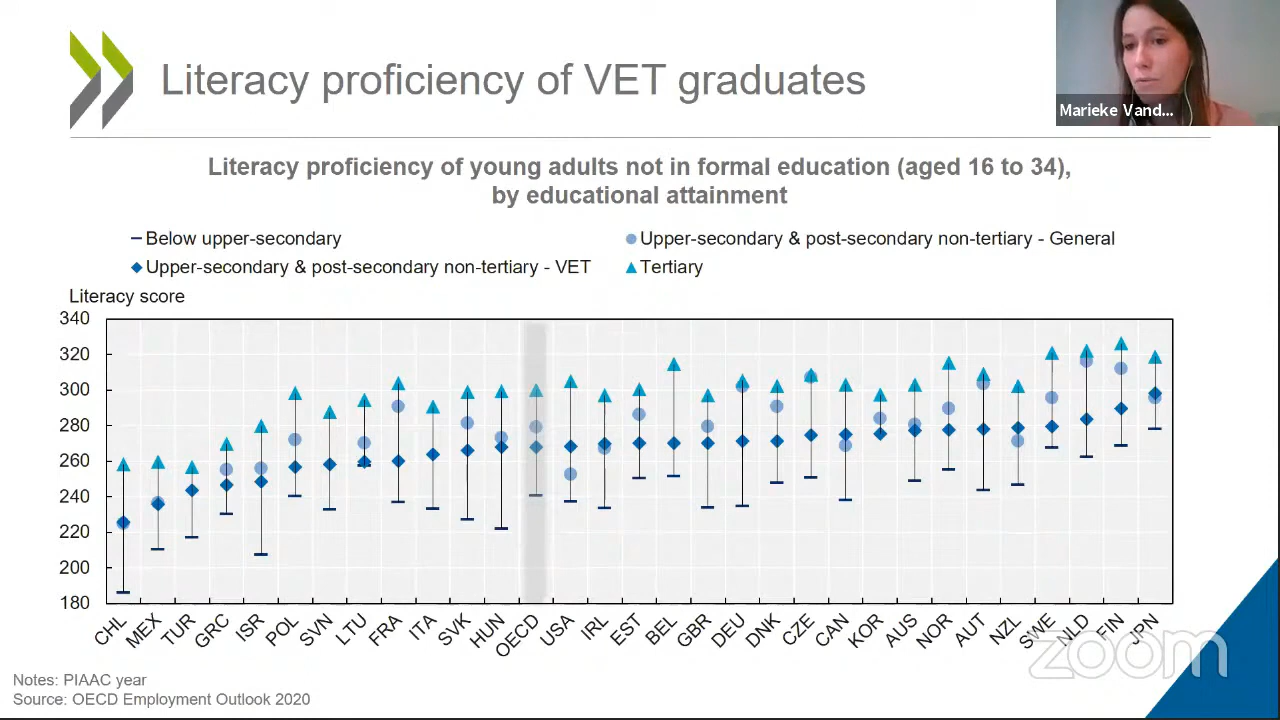 Literacy proficiency of VET graduates
Marieke Vand...
Literacy proficiency of young adults not in formal education (aged 16 to 34),
by educational attainment
Below upper-secondary
Upper-secondary & post-secondary non-tertiary - General
Upper-secondary & post-secondary non-tertiary - VET
Tertiary
Literacy score
340
320
300
280
260
240
220
200
180
CHL
MEX
TUR
GRC
ISR
POL
SVN
LTU
FRA
ITA
SVK
HUN
OECD
USA
IRL
EST
BEL
GBR
DEU
DNK
CZE
CAN
KOR
AUS
NOR
AUT
NZL
SWE
NLD
FIN
JPN
zoom
Notes: PIAAC year
Source: OECD Employment Outlook 2020